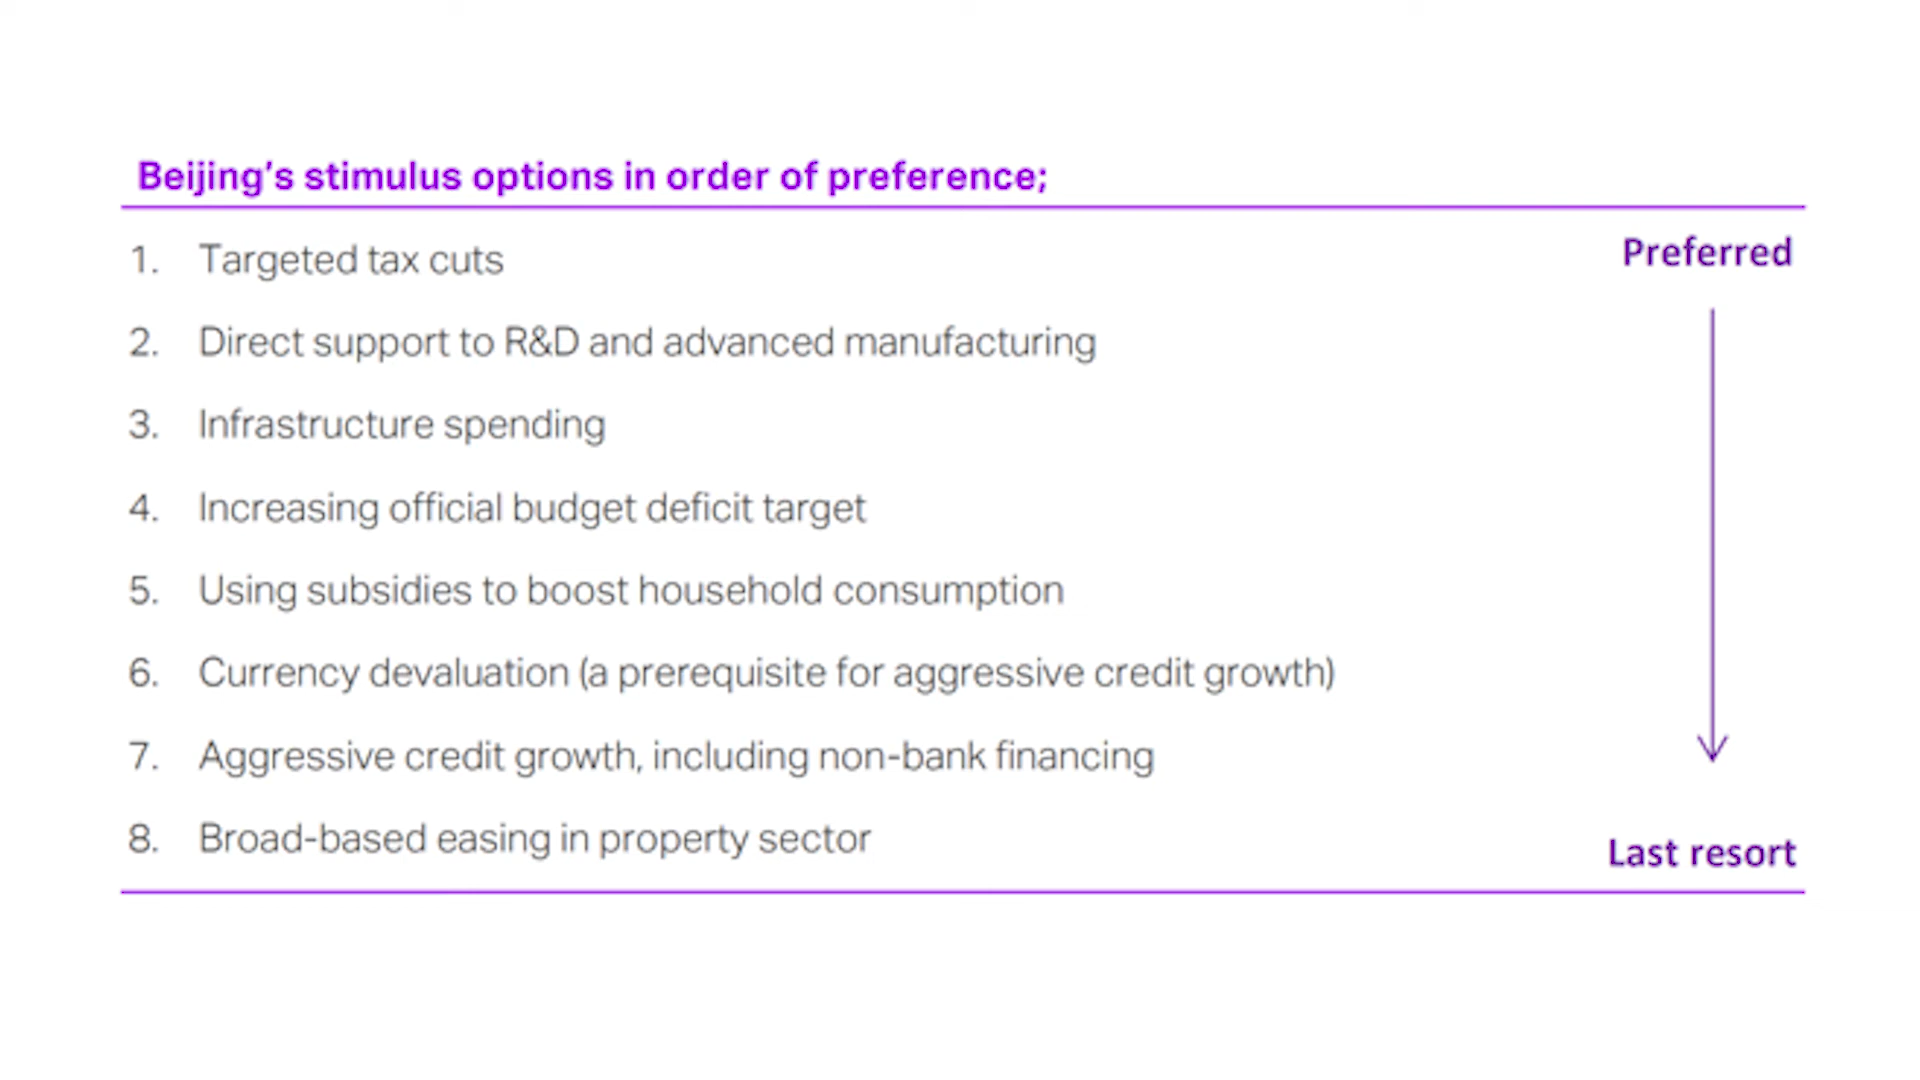 Beijing's stimulus options in order of preference;
1. Targeted tax cuts
Preferred
2. Direct support to R&D and advanced manufacturing
3. Infrastructure spending
4. Increasing official budget deficit target
5. Using subsidies to boost household consumption
6. Currency devaluation (a prerequisite for aggressive credit growth)
7. Aggressive credit growth, including non-bank financing
8. Broad-based easing in property sector
Last resort